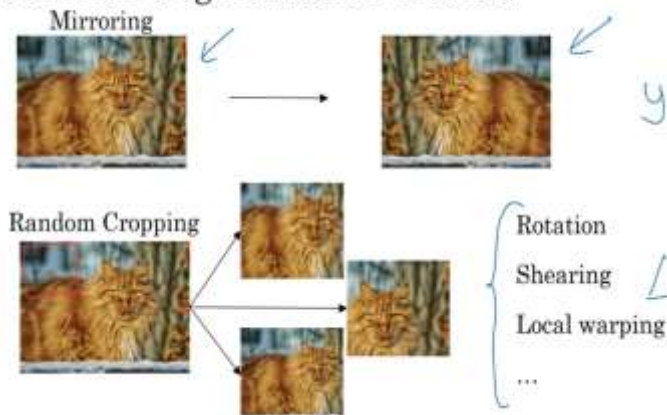 Mirroring
y
Random Cropping
Rotation
Shearing
Local warping
...